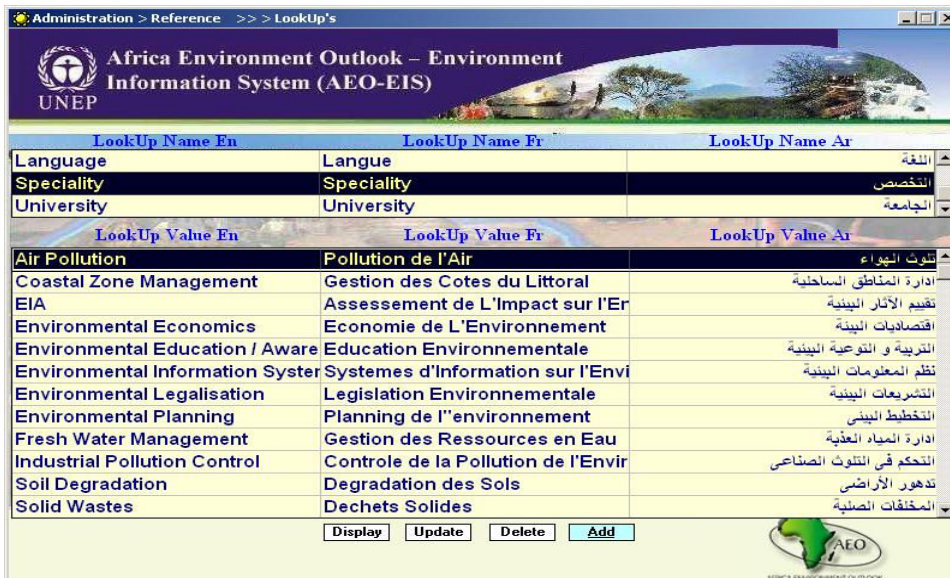 Administration > Reference >> > LookUp's
Africa Environment Outlook – Environment
Information System (AEO-EIS)
UNEP
LookUp Name En LookUp Name Fr LookUp Name Ar
Language Langue اللغة
Speciality Speciality التخصص
University University الجامعة
LookUp Value En LookUp Value Fr LookUp Value Ar
Air Pollution Pollution de l'Air تلوث الهواء
Coastal Zone Management Gestion des Cotes du Littoral ادارة المناطق الساحلية
EIA Assessement de L'Impact sur l'Er تقييم الآثار البيئية
Environmental Economics Economie de L'Environnement اقتصاديات البيئة
Environmental Education / Aware Education Environnementale التربية و التوعية البيئية
Environmental Information Syster Systemes d'Information sur l'Envi نظم المعلومات البيئية
Environmental Legalisation Legislation Environnementale التشريعات البيئية
Environmental Planning Planning de l''environnement التخطيط البيئى
Fresh Water Management Gestion des Ressources en Eau ادارة المياه العذبة
Industrial Pollution Control Controle de la Pollution de l'Envir التحكم فى التلوث الصناعى
Soil Degradation Degradation des Sols تدهور الأراضى
Solid Wastes Dechets Solides المخلفات الصلبة
Display Update Delete Add
AEO
AFRICA ENVIRONMENT OUTLOOK